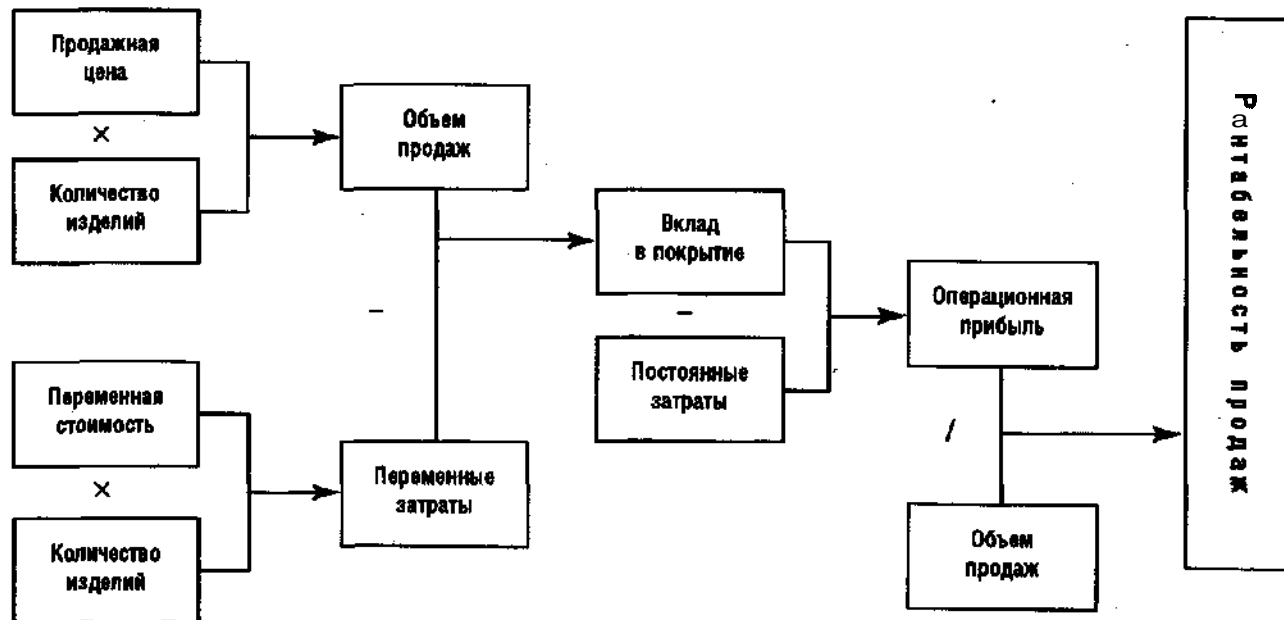 Продажная
цена
×
Количество
изделий
Объем
продаж
–
Переменная
стоимость
×
Количество
изделий
Переменные
затраты
Вклад
в покрытие
–
Постоянные
затраты
Операционная
прибыль
/
Объем
продаж
Рантабельность продаж